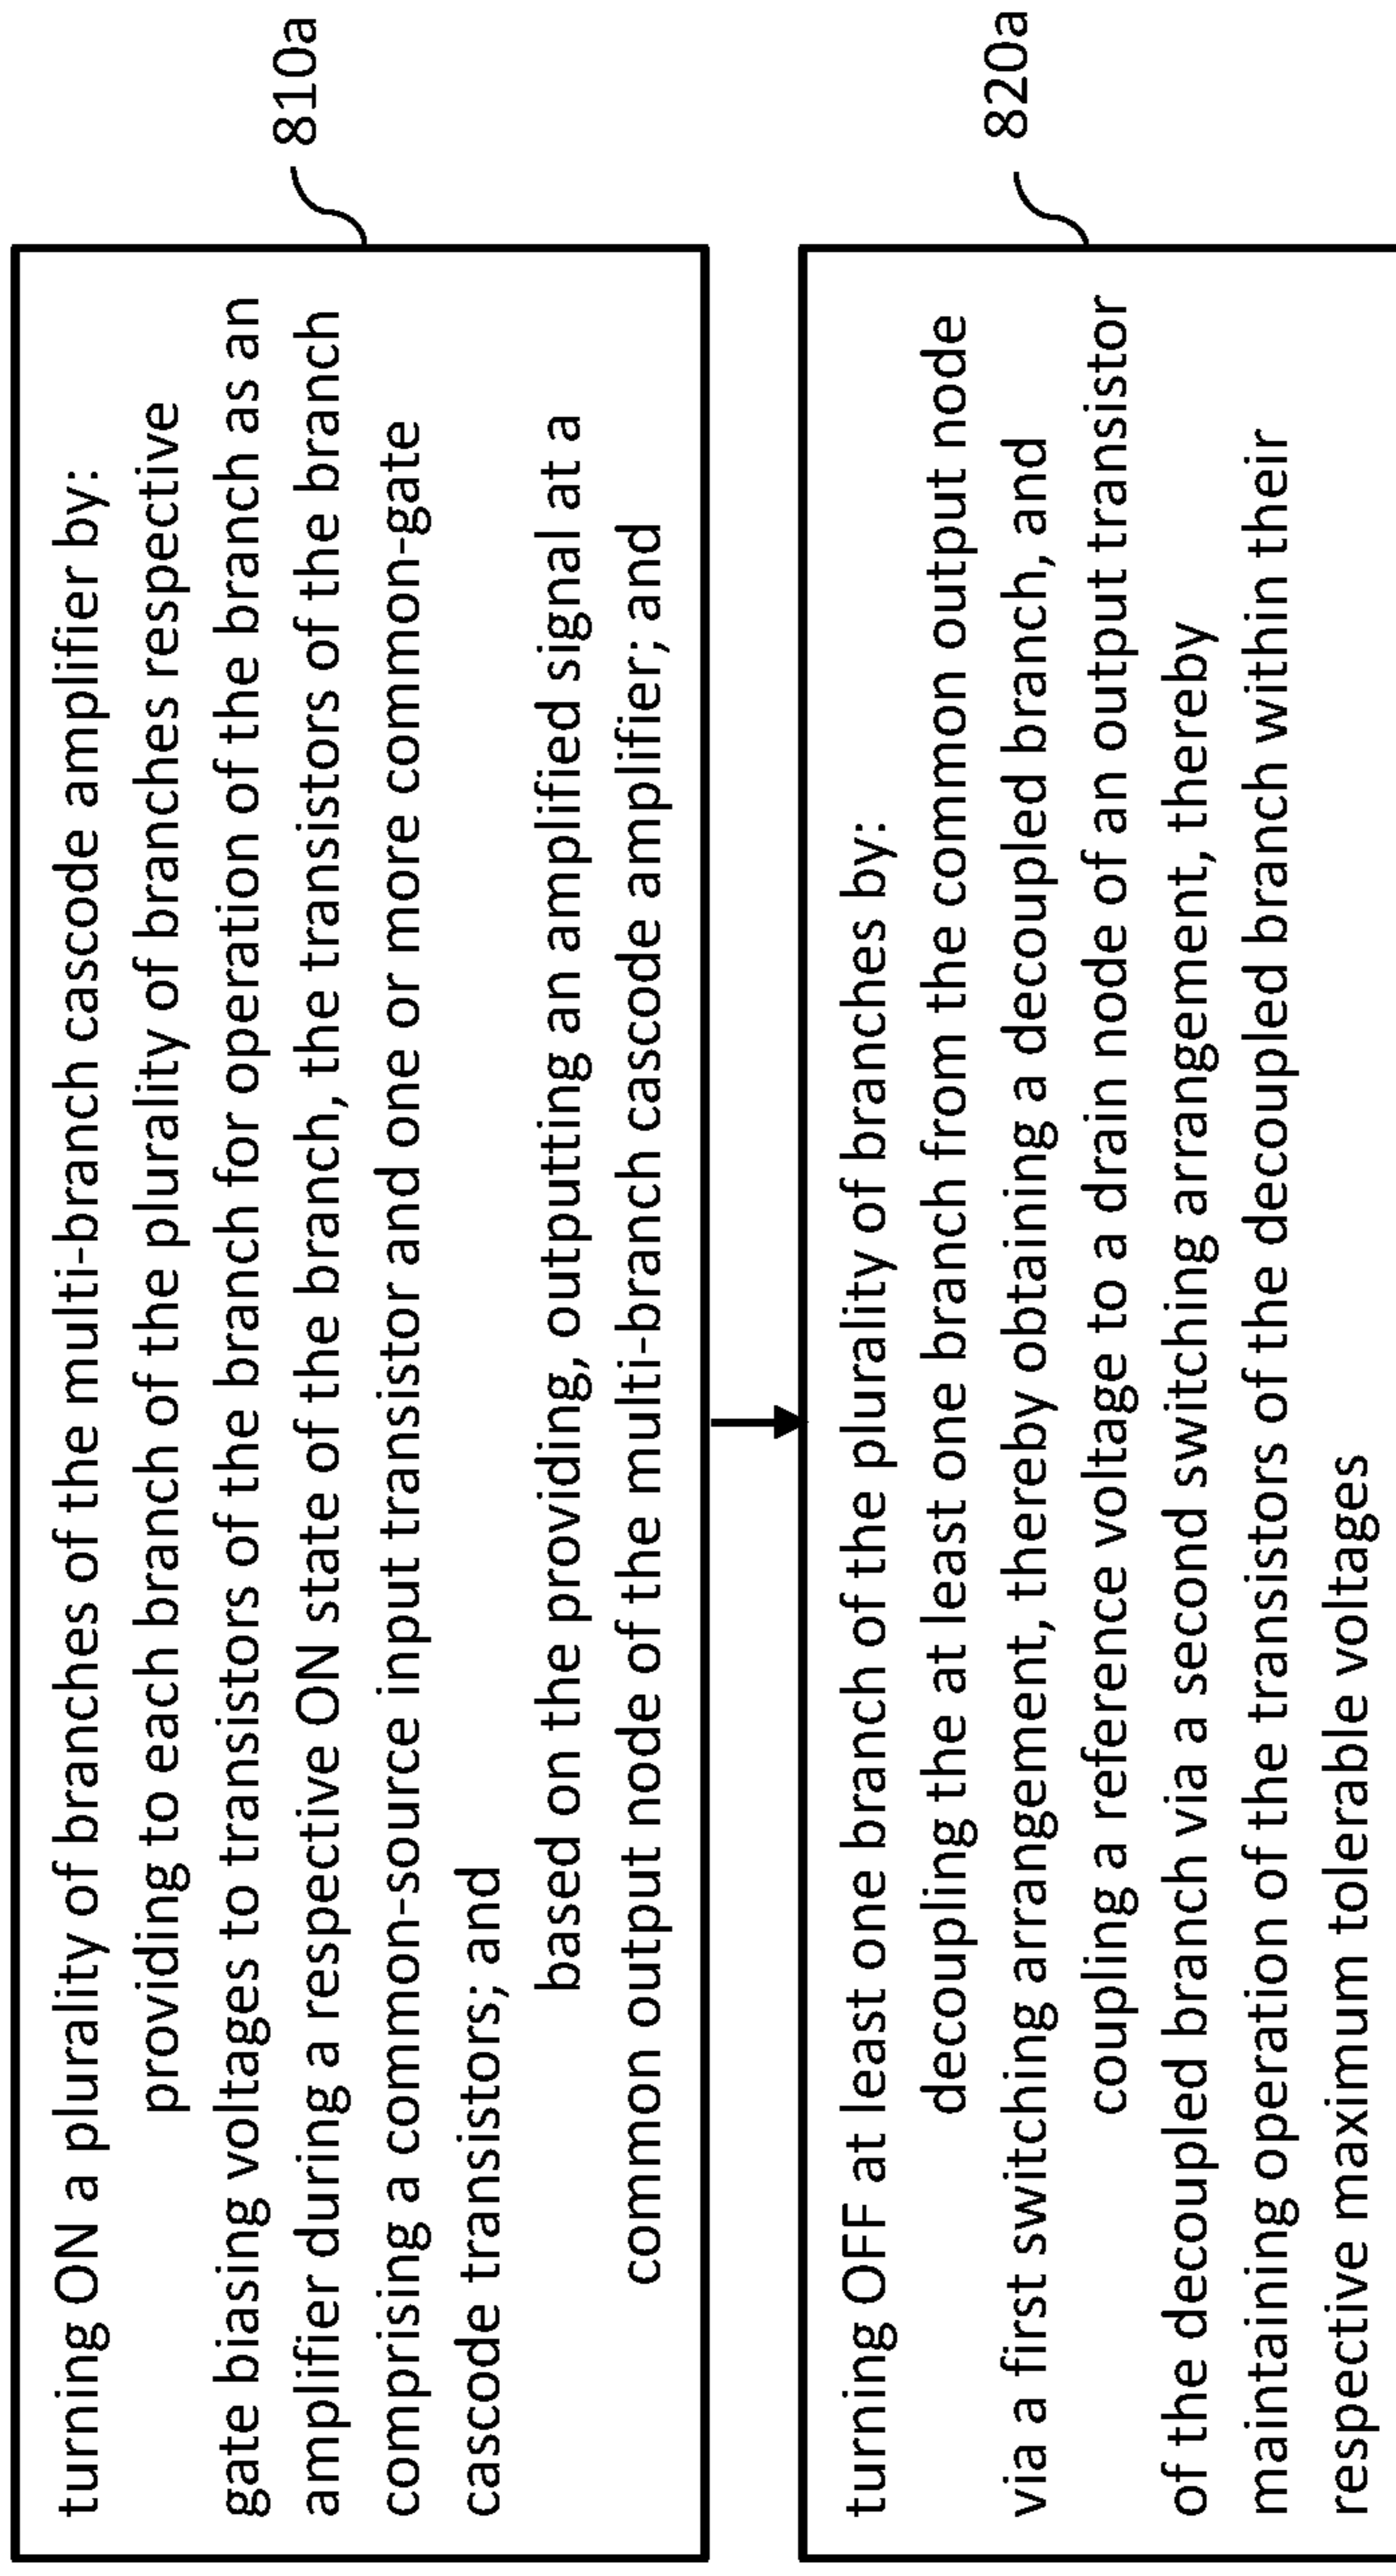 turning ON a plurality of branches of the multi-branch cascode amplifier by:
providing to each branch of the plurality of branches respective
gate biasing voltages to transistors of the branch for operation of the branch as an
amplifier during a respective ON state of the branch, the transistors of the branch
comprising a common-source input transistor and one or more common-gate
cascode transistors; and
based on the providing, outputting an amplified signal at a
common output node of the multi-branch cascode amplifier; and
810a
turning OFF at least one branch of the plurality of branches by:
decoupling the at least one branch from the common output node
via a first switching arrangement, thereby obtaining a decoupled branch, and
coupling a reference voltage to a drain node of an output transistor
of the decoupled branch via a second switching arrangement, thereby
maintaining operation of the transistors of the decoupled branch within their
respective maximum tolerable voltages
820a